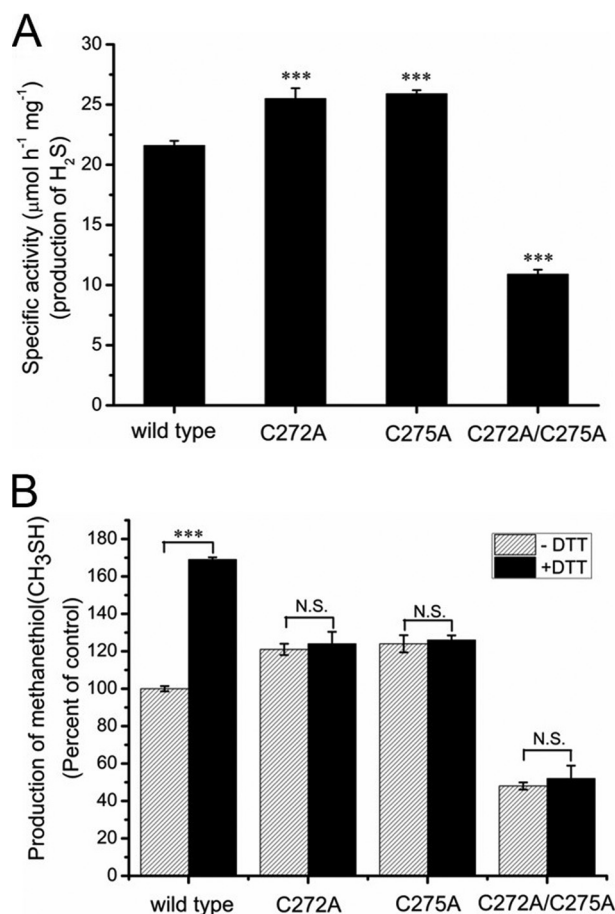 A
Specific activity (μmol h⁻¹ mg⁻¹)
(production of H₂S)
30
25
20
15
10
5
0
***
***
***
wild type
C272A
C275A
C272A/C275A
B
Production of methanethiol(CH₃SH)
(Percent of control)
180
160
140
120
100
80
60
40
20
0
***
N.S.
N.S.
N.S.
- DTT
+DTT
wild type
C272A
C275A
C272A/C275A